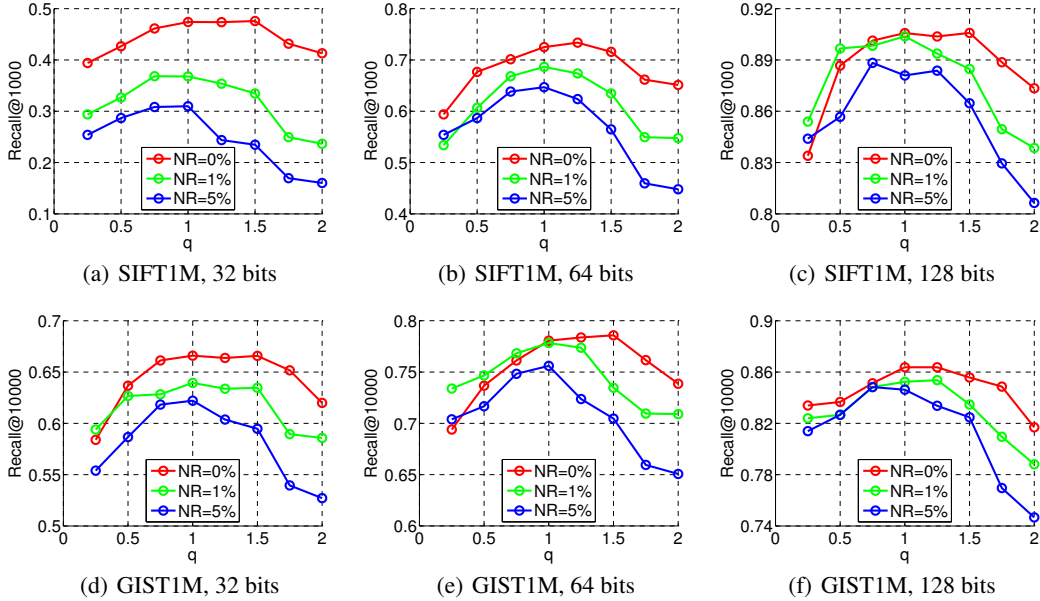 0.5
0.4
0.3
0.2
0.1
0 0.5 1 1.5 2
q
Recall@1000
NR=0%
NR=1%
NR=5%
(a) SIFT1M, 32 bits
0.8
0.7
0.6
0.5
0.4
0 0.5 1 1.5 2
q
Recall@1000
NR=0%
NR=1%
NR=5%
(b) SIFT1M, 64 bits
0.92
0.89
0.86
0.83
0.8
0 0.5 1 1.5 2
q
Recall@1000
NR=0%
NR=1%
NR=5%
(c) SIFT1M, 128 bits
0.7
0.65
0.6
0.55
0.5
0 0.5 1 1.5 2
q
Recall@10000
NR=0%
NR=1%
NR=5%
(d) GIST1M, 32 bits
0.8
0.75
0.7
0.65
0.6
0 0.5 1 1.5 2
q
Recall@10000
NR=0%
NR=1%
NR=5%
(e) GIST1M, 64 bits
0.9
0.86
0.82
0.78
0.74
0 0.5 1 1.5 2
q
Recall@10000
NR=0%
NR=1%
NR=5%
(f) GIST1M, 128 bits